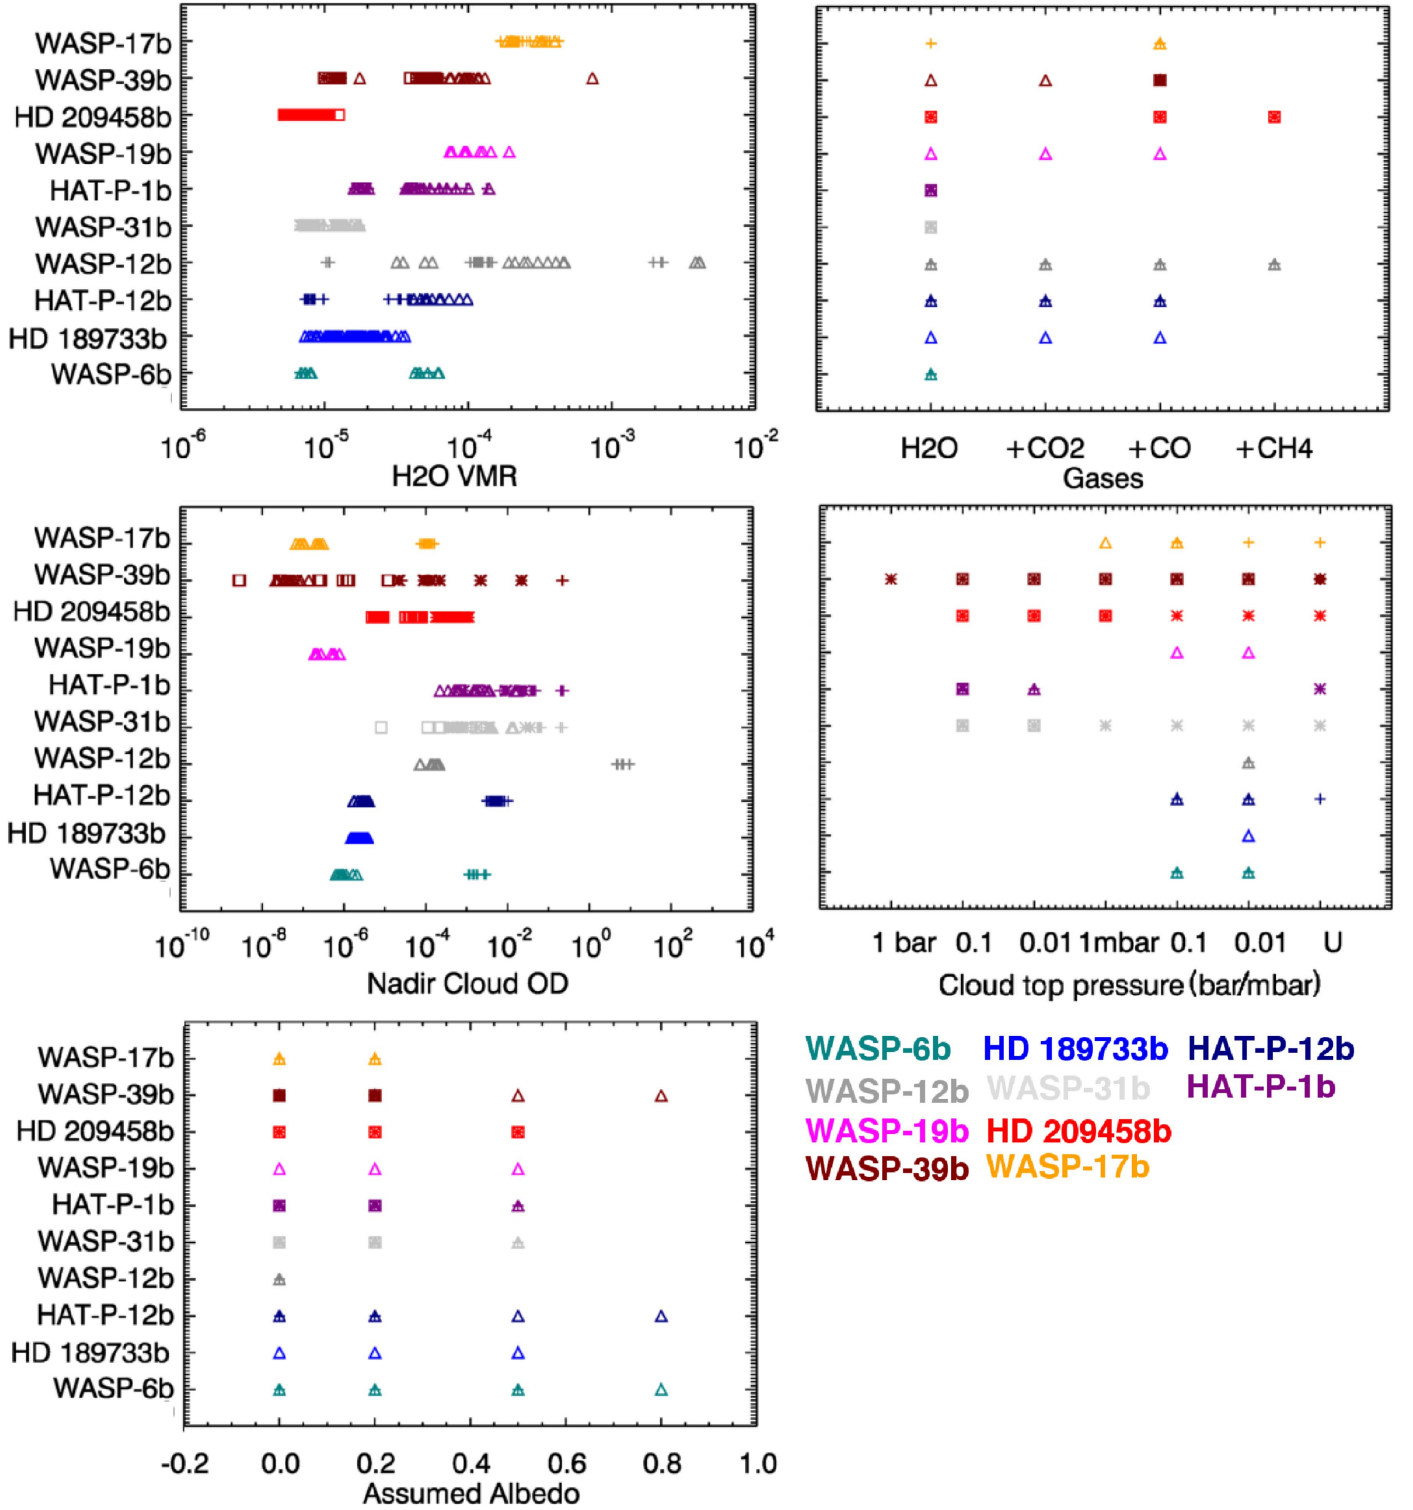 WASP-17b
WASP-39b
HD 209458b
WASP-19b
HAT-P-1b
WASP-31b
WASP-12b
HAT-P-12b
HD 189733b
WASP-6b
10-6 10-5 10-4 10-3 10-2
H2O VMR
H2O +CO2 +CO +CH4
Gases
WASP-17b
WASP-39b
HD 209458b
WASP-19b
HAT-P-1b
WASP-31b
WASP-12b
HAT-P-12b
HD 189733b
WASP-6b
10-10 10-8 10-6 10-4 10-2 100 102 104
Nadir Cloud OD
1 bar 0.1 0.01 1mbar 0.1 0.01 U
Cloud top pressure (bar/mbar)
WASP-17b
WASP-39b
HD 209458b
WASP-19b
HAT-P-1b
WASP-31b
WASP-12b
HAT-P-12b
HD 189733b
WASP-6b
-0.2 0.0 0.2 0.4 0.6 0.8 1.0
Assumed Albedo
WASP-6b HD 189733b HAT-P-12b
WASP-12b WASP-31b HAT-P-1b
WASP-19b HD 209458b
WASP-39b WASP-17b